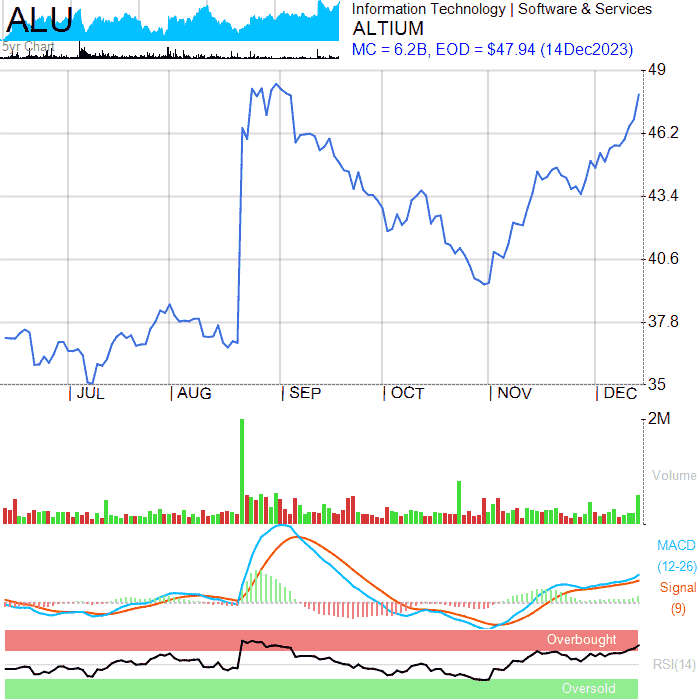 ALU
5yr Chart
Information Technology | Software & Services
ALTIUM
MC = 6.2B, EOD = $47.94 (14Dec2023)
49
46.2
43.4
40.6
37.8
35
| JUL | AUG | SEP | OCT | NOV | DEC
2M
Volume
MACD
(12-26)
Signal
(9)
Overbought
RSI(14)
Oversold